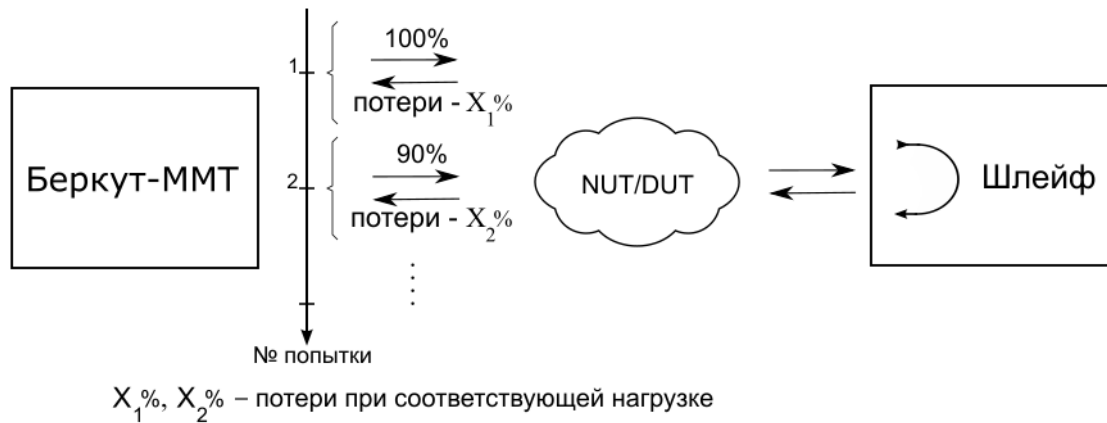 100%
1
потери - X₁%
Беркут-ММТ
90%
2
потери - X₂%
NUT/DUT
Шлейф
№ попытки
X₁%, X₂% – потери при соответствующей нагрузке